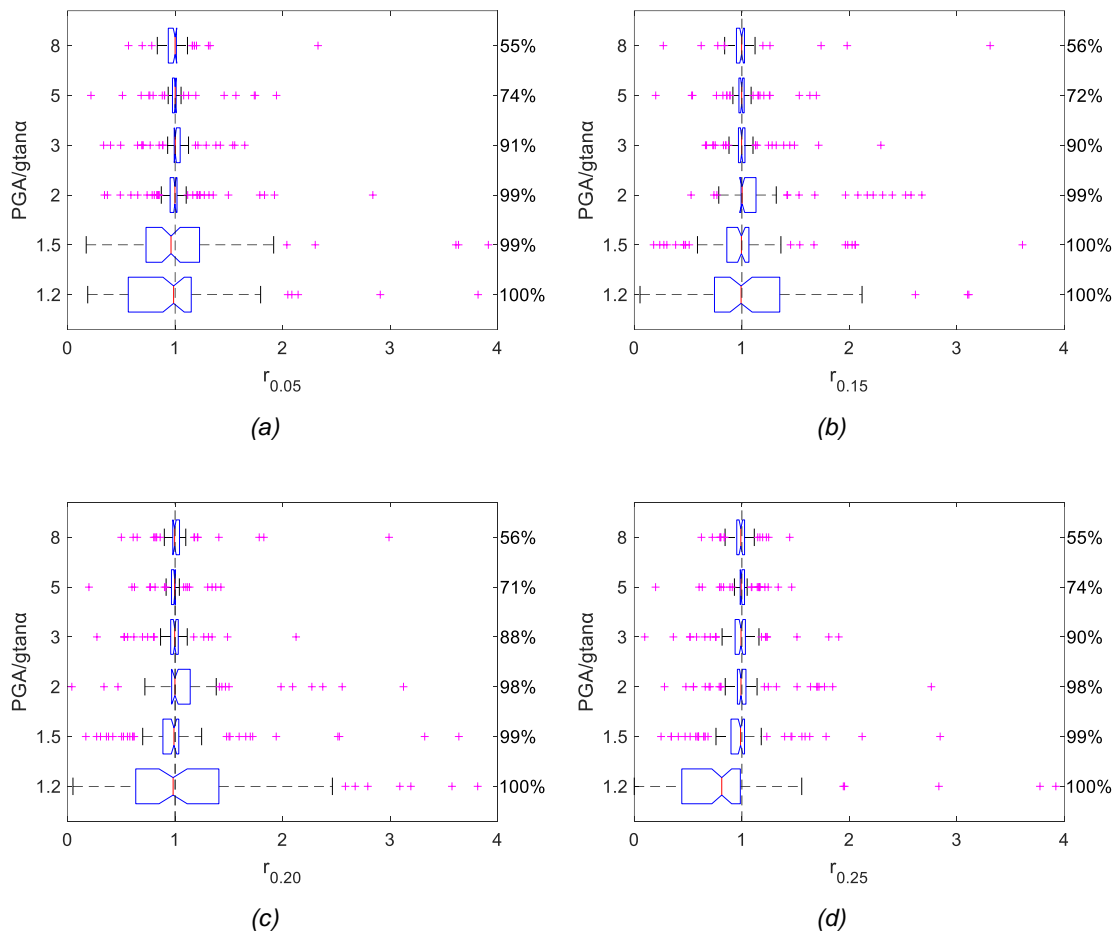 8 55% 8 56%
5 74% 5 72%
3 91% 3 90%
2 99% 2 99%
1.5 99% 1.5 100%
1.2 100% 1.2 100%
PGA/gtanα PGA/gtanα
0 1 2 3 4 0 1 2 3 4
r0.05 r0.15
(a) (b)
8 56% 8 55%
5 71% 5 74%
3 88% 3 90%
2 98% 2 98%
1.5 99% 1.5 99%
1.2 100% 1.2 100%
PGA/gtanα PGA/gtanα
0 1 2 3 4 0 1 2 3 4
r0.20 r0.25
(c) (d)